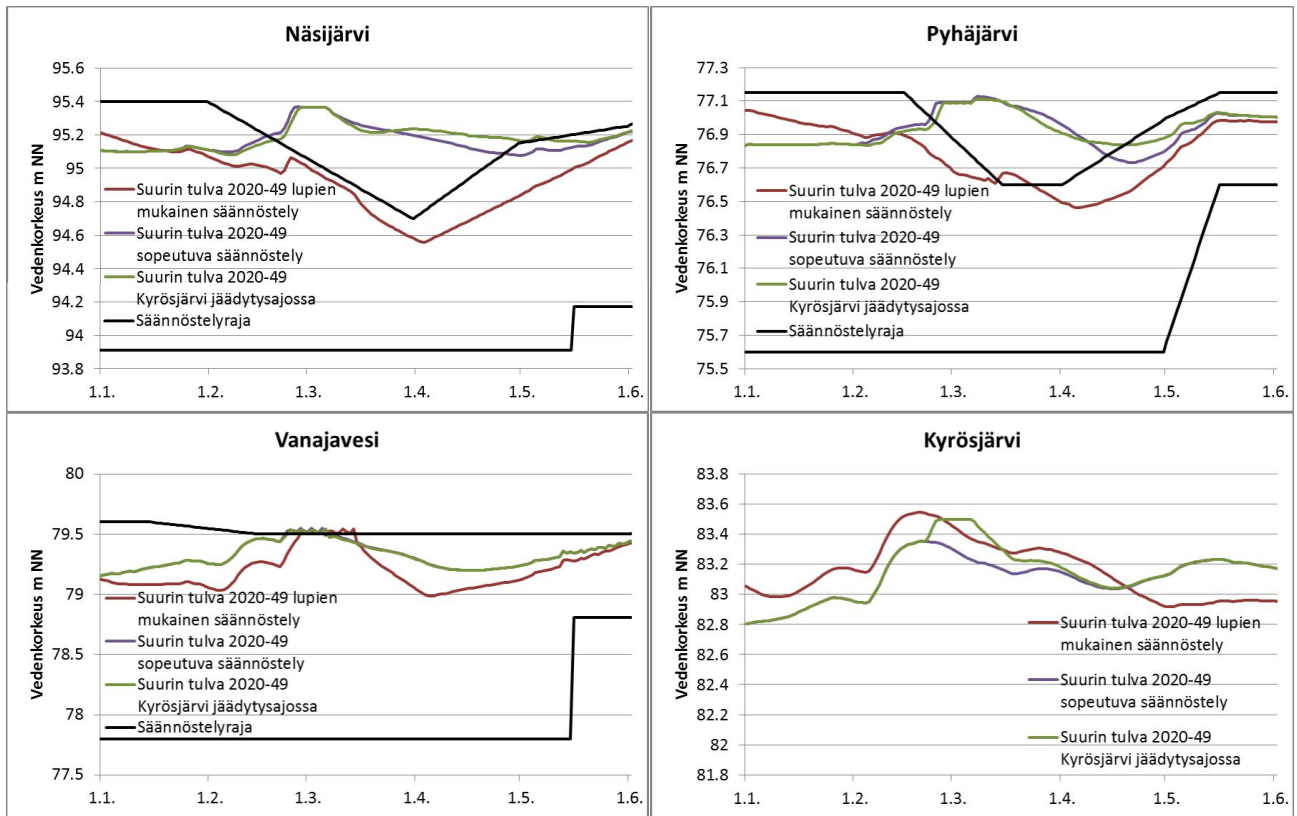 Näsijärvi
Vedenkorkeus m NN
95.6
95.4
95.2
95
94.8
94.6
94.4
94.2
94
93.8
Suurin tulva 2020-49 lupien
mukainen säännöstely
Suurin tulva 2020-49
sopeutuva säännöstely
Suurin tulva 2020-49
Kyrösjärvi jäädytysajossa
Säännöstelyraja
1.1. 1.2. 1.3. 1.4. 1.5. 1.6.
Pyhäjärvi
Vedenkorkeus m NN
77.3
77.1
76.9
76.7
76.5
76.3
76.1
75.9
75.7
75.5
Suurin tulva 2020-49 lupien
mukainen säännöstely
Suurin tulva 2020-49
sopeutuva säännöstely
Suurin tulva 2020-49
Kyrösjärvi jäädytysajossa
Säännöstelyraja
1.1. 1.2. 1.3. 1.4. 1.5. 1.6.
Vanajavesi
Vedenkorkeus m NN
80
79.5
79
78.5
78
77.5
Suurin tulva 2020-49 lupien
mukainen säännöstely
Suurin tulva 2020-49
sopeutuva säännöstely
Suurin tulva 2020-49
Kyrösjärvi jäädytysajossa
Säännöstelyraja
1.1. 1.2. 1.3. 1.4. 1.5. 1.6.
Kyrösjärvi
Vedenkorkeus m NN
83.8
83.6
83.4
83.2
83
82.8
82.6
82.4
82.2
82
81.8
Suurin tulva 2020-49 lupien
mukainen säännöstely
Suurin tulva 2020-49
sopeutuva säännöstely
Suurin tulva 2020-49
Kyrösjärvi jäädytysajossa
1.1. 1.2. 1.3. 1.4. 1.5. 1.6.